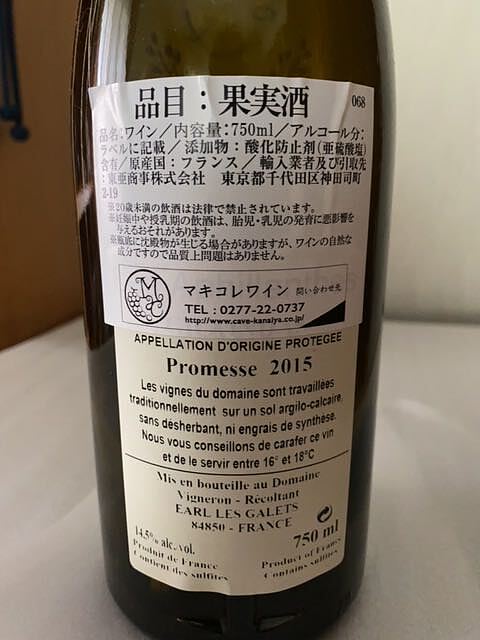 品目：果実酒
068
品名:ワイン／内容量:750ml／アルコール分:
ラベルに記載／添加物：酸化防止剤(亜硫酸塩)
含有／原産国：フランス／輸入業者及び引取先
:東亜商事株式会社　東京都千代田区神田司町
2-19
※20歳未満の飲酒は法律で禁止されています。
※妊娠中や授乳期の飲酒は、胎児・乳児の発育に悪影響を
与えるおそれがあります。
※瓶底に沈殿物が生じる場合がありますが、ワインの自然な
成分ですので品質上問題はありません。
マキコレワイン 問い合わせ先
TEL：0277-22-0737
http://www.cave-kansiya.co.jp/
APPELLATION D'ORIGINE PROTEGEE
Promesse 2015
Les vignes du domaine sont travaillées
traditionnellement sur un sol argilo-calcaire,
sans désherbant, ni engrais de synthèse.
Nous vous conseillons de carafer ce vin
et de le servir entre 16° et 18°C
Mis en bouteille au Domaine
Vigneron - Récoltant
EARL LES GALETS
84850 - FRANCE
14,5% alc./vol.
750 ml
Produit de France
Product of France
Contient des sulfites
Contains sulfites